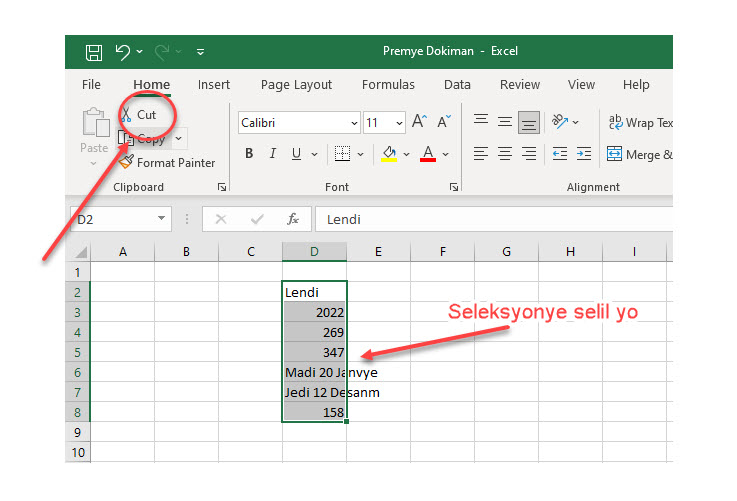 Premye Dokiman - Excel
File Home Insert Page Layout Formulas Data Review View Help
Cut
Copy
Paste
Format Painter
Calibri 11 A A
B I U A
ab Wrap Tex
Merge &
Clipboard Font Alignment
D2 fx Lendi
A B C D E F G H I
1
2 Lendi
3 2022
Seleksyonye selil yo
4 269
5 347
6 Madi 20 Janvye
7 Jedi 12 Desanm
8 158
9
10